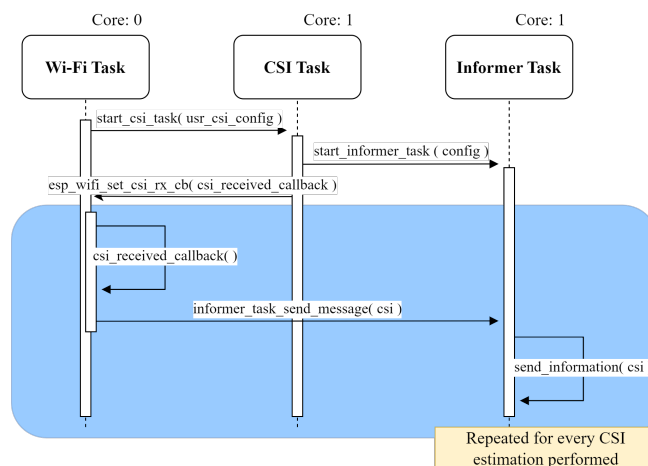 Core: 0
Core: 1
Core: 1
Wi-Fi Task
CSI Task
Informer Task
start_csi_task( usr_csi_config )
start_informer_task ( config )
esp_wifi_set_csi_rx_cb( csi_received_callback )
csi_received_callback( )
informer_task_send_message( csi )
send_information( csi
Repeated for every CSI
estimation performed